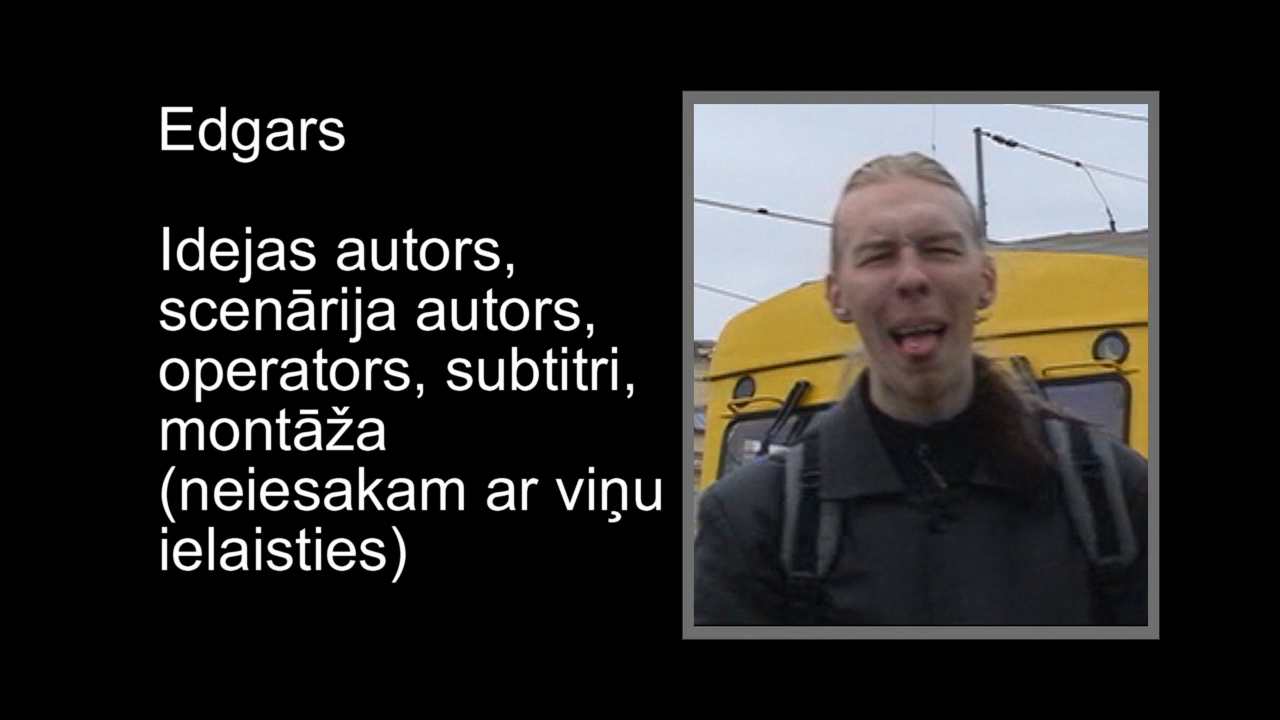 Edgars
Idejas autors,
scenārija autors,
operators, subtitri,
montāža
(neiesakam ar viņu
ielaisties)